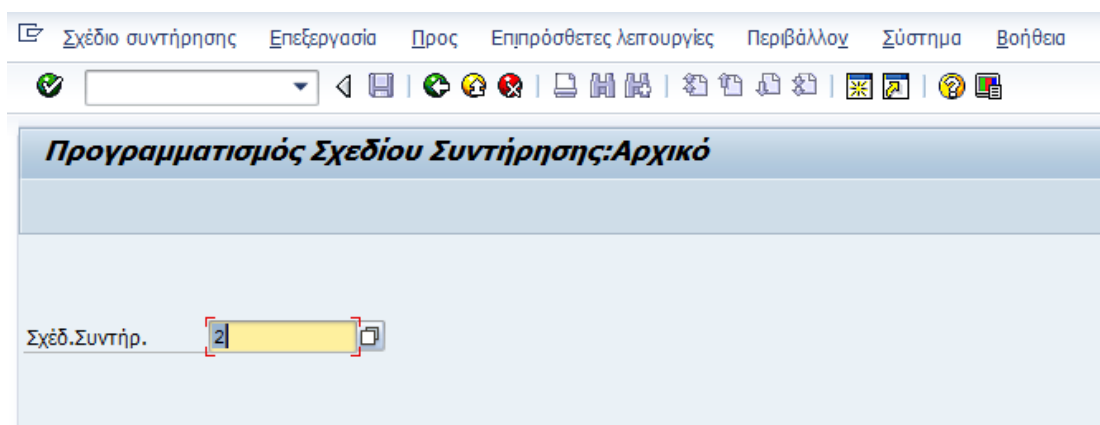 Σχέδιο συντήρησης Επεξεργασία Προς Επιπρόσθετες λειτουργίες Περιβάλλον Σύστημα Βοήθεια
Προγραμματισμός Σχεδίου Συντήρησης:Αρχικό
Σχέδ.Συντήρ. 2